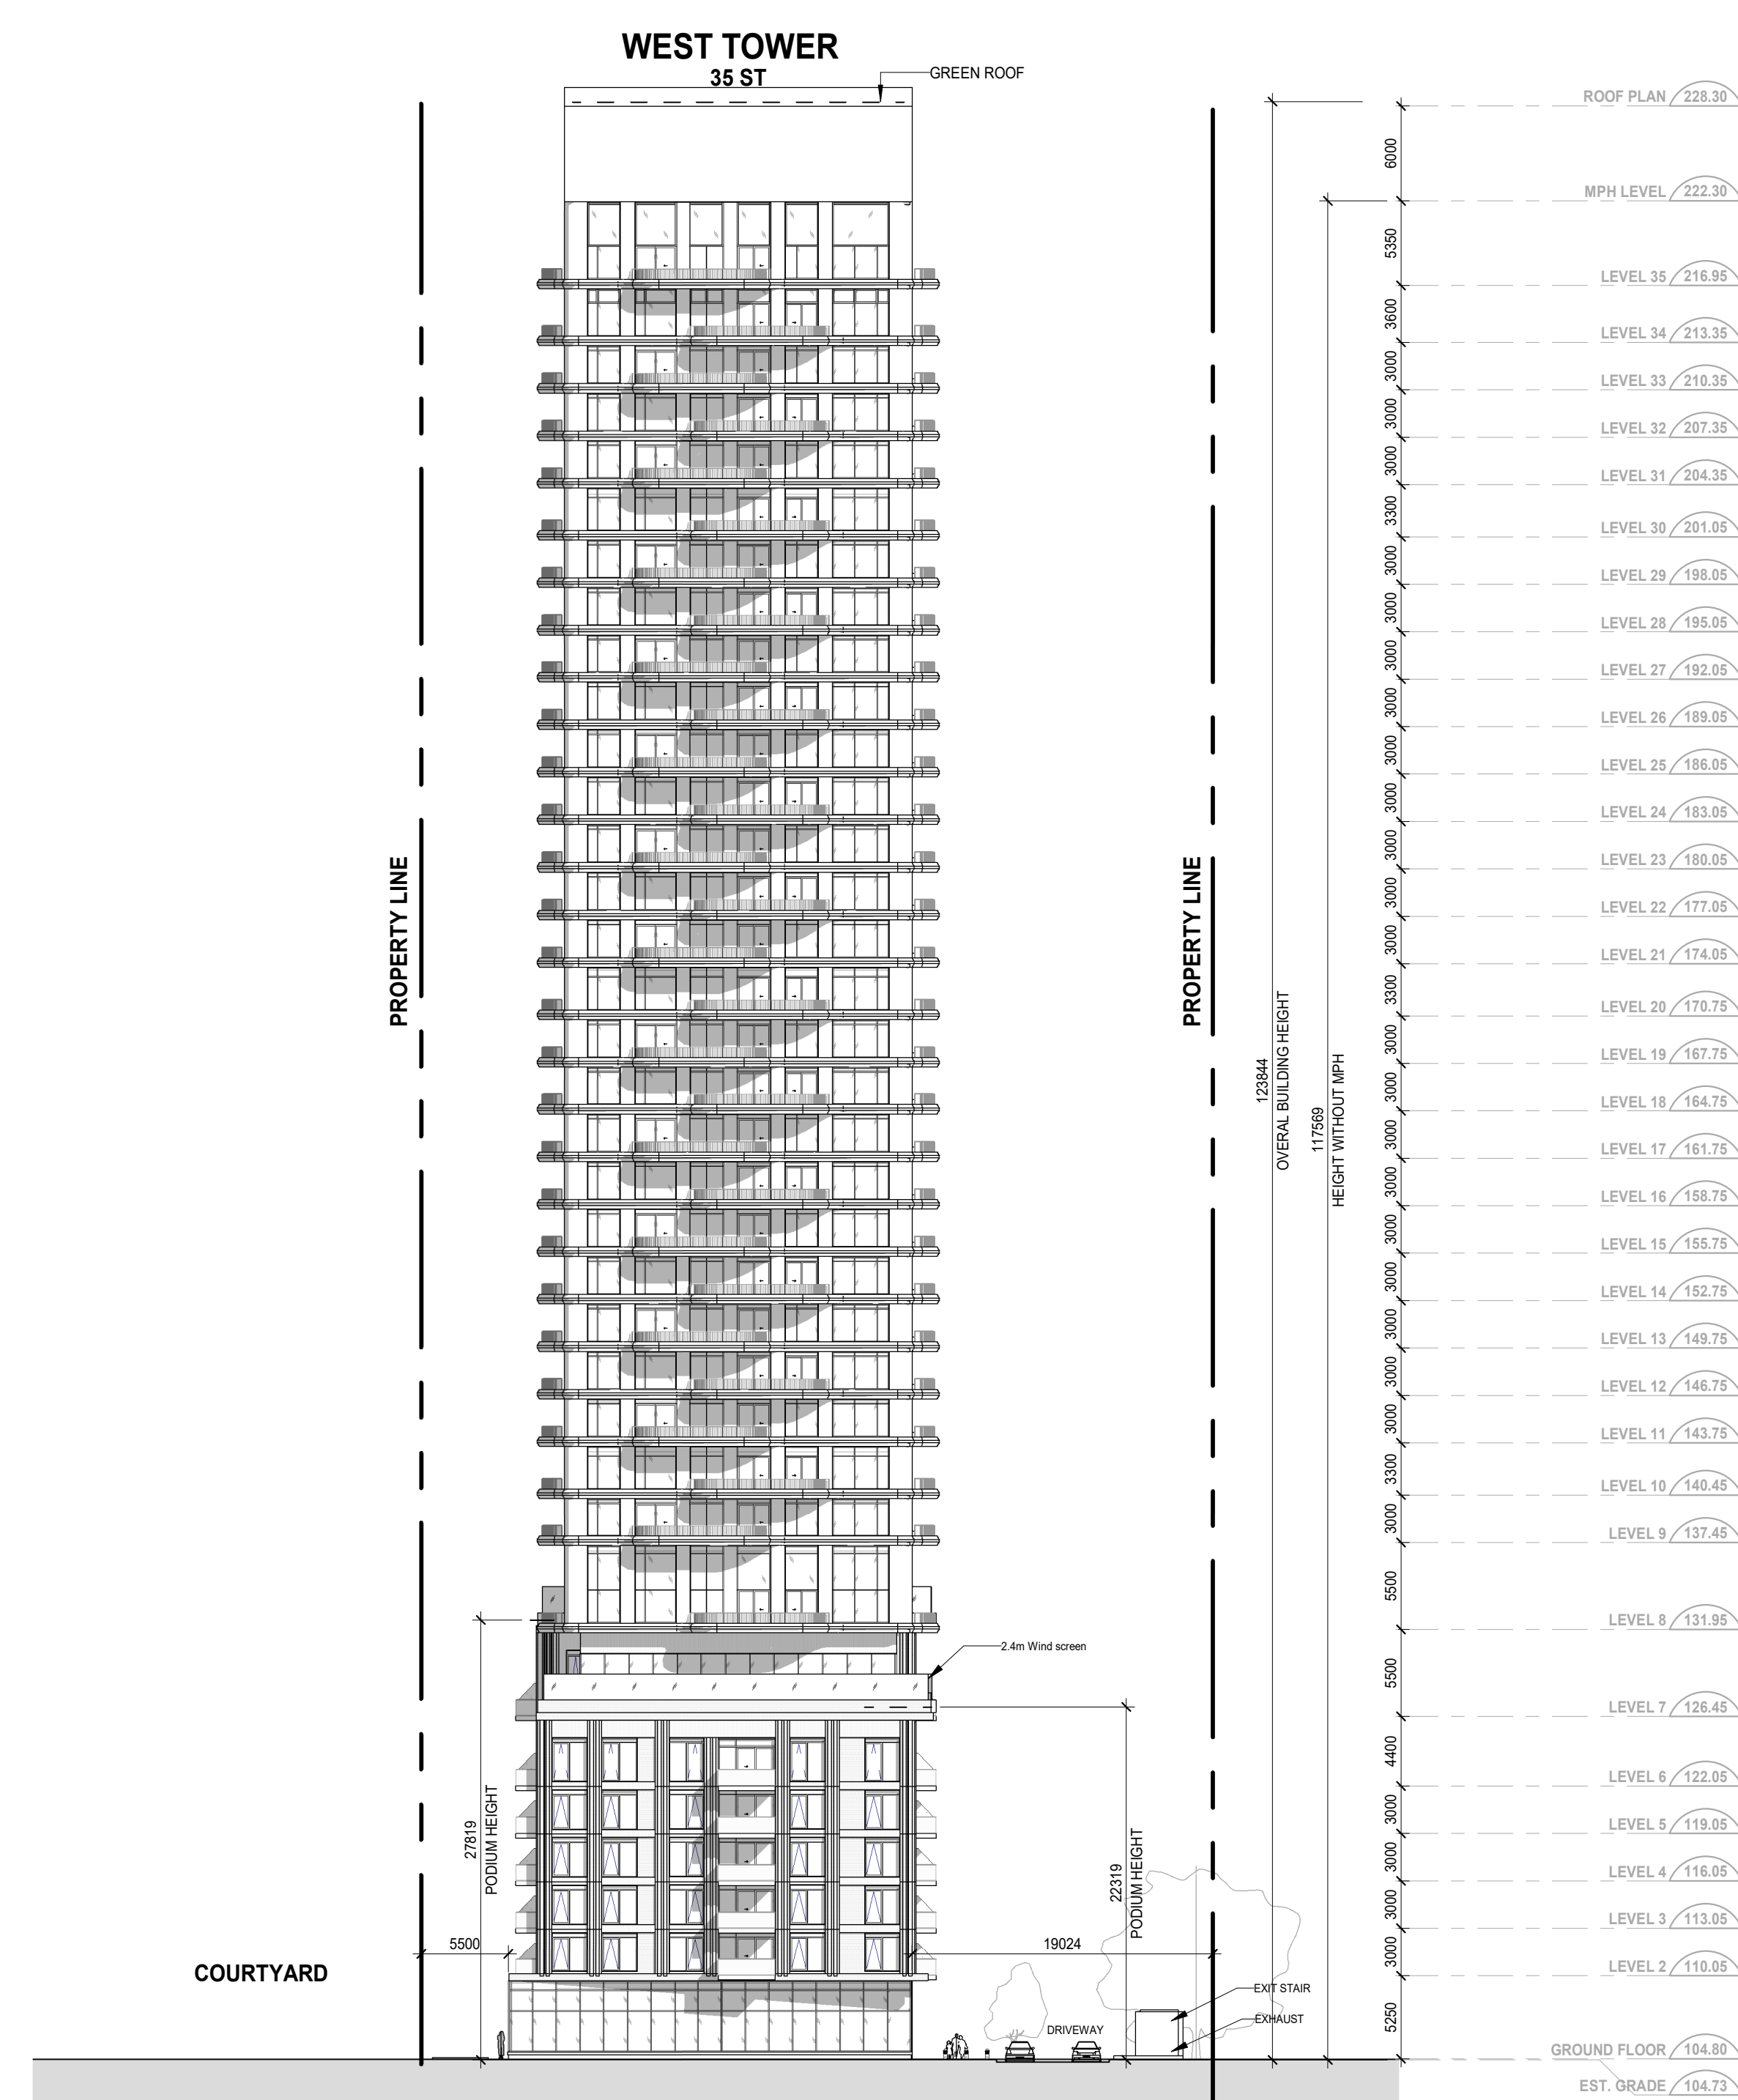 WEST TOWER
35 ST
GREEN ROOF
ROOF PLAN 228.30
6000
MPH LEVEL 222.30
5350
LEVEL 35 216.95
3600
LEVEL 34 213.35
3000
LEVEL 33 210.35
3000
LEVEL 32 207.35
3000
LEVEL 31 204.35
3300
LEVEL 30 201.05
3000
LEVEL 29 198.05
3000
LEVEL 28 195.05
3000
LEVEL 27 192.05
3000
LEVEL 26 189.05
3000
LEVEL 25 186.05
3000
LEVEL 24 183.05
3000
LEVEL 23 180.05
3000
LEVEL 22 177.05
3000
LEVEL 21 174.05
3300
LEVEL 20 170.75
3000
LEVEL 19 167.75
3000
LEVEL 18 164.75
3000
LEVEL 17 161.75
3000
LEVEL 16 158.75
3000
LEVEL 15 155.75
3000
LEVEL 14 152.75
3000
LEVEL 13 149.75
3000
LEVEL 12 146.75
3000
LEVEL 11 143.75
3300
LEVEL 10 140.45
3000
LEVEL 9 137.45
5500
LEVEL 8 131.95
5500
LEVEL 7 126.45
4400
LEVEL 6 122.05
3000
LEVEL 5 119.05
3000
LEVEL 4 116.05
3000
LEVEL 3 113.05
3000
LEVEL 2 110.05
5250
GROUND FLOOR 104.80
EST. GRADE 104.73
PROPERTY LINE
PROPERTY LINE
123844
OVERAL BUILDING HEIGHT
117569
HEIGHT WITHOUT MPH
2.4m Wind screen
27819
PODIUM HEIGHT
22319
PODIUM HEIGHT
5500
19024
COURTYARD
EXIT STAIR
EXHAUST
DRIVEWAY